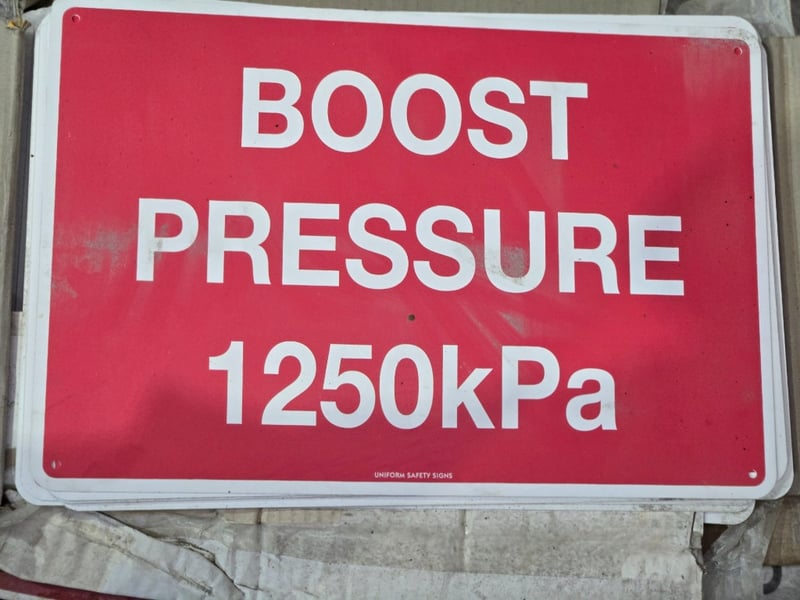 BOOST
PRESSURE
1250kPa
UNIFORM SAFETY SIGNS